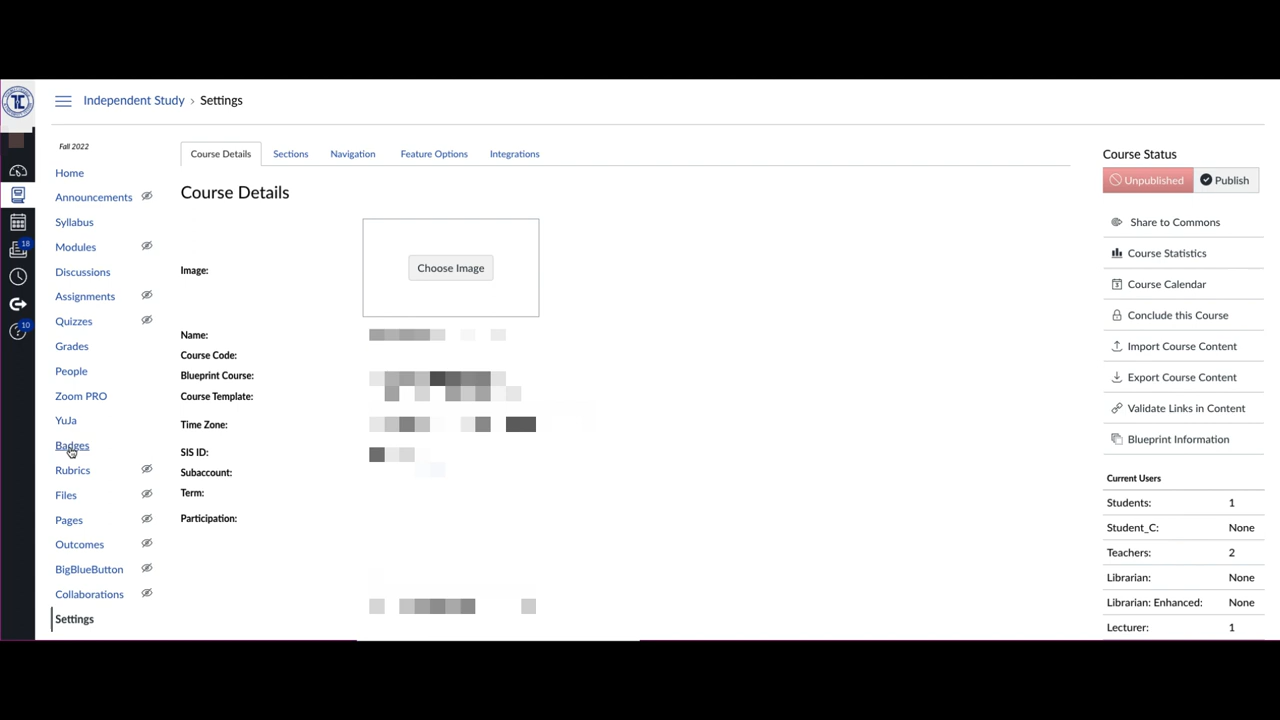 Independent Study › Settings
Fall 2022
Home
Announcements
Syllabus
Modules
Discussions
Assignments
Quizzes
Grades
People
Zoom PRO
YuJa
Badges
Rubrics
Files
Pages
Outcomes
BigBlueButton
Collaborations
Settings
18
10
Course Details
Sections
Navigation
Feature Options
Integrations
Course Details
Image:
Choose Image
Name:
Course Code:
Blueprint Course:
Course Template:
Time Zone:
SIS ID:
Subaccount:
Term:
Participation:
Course Status
Unpublished
Publish
Share to Commons
Course Statistics
Course Calendar
Conclude this Course
Import Course Content
Export Course Content
Validate Links in Content
Blueprint Information
Current Users
Students: 1
Student_C: None
Teachers: 2
Librarian: None
Librarian: Enhanced: None
Lecturer: 1